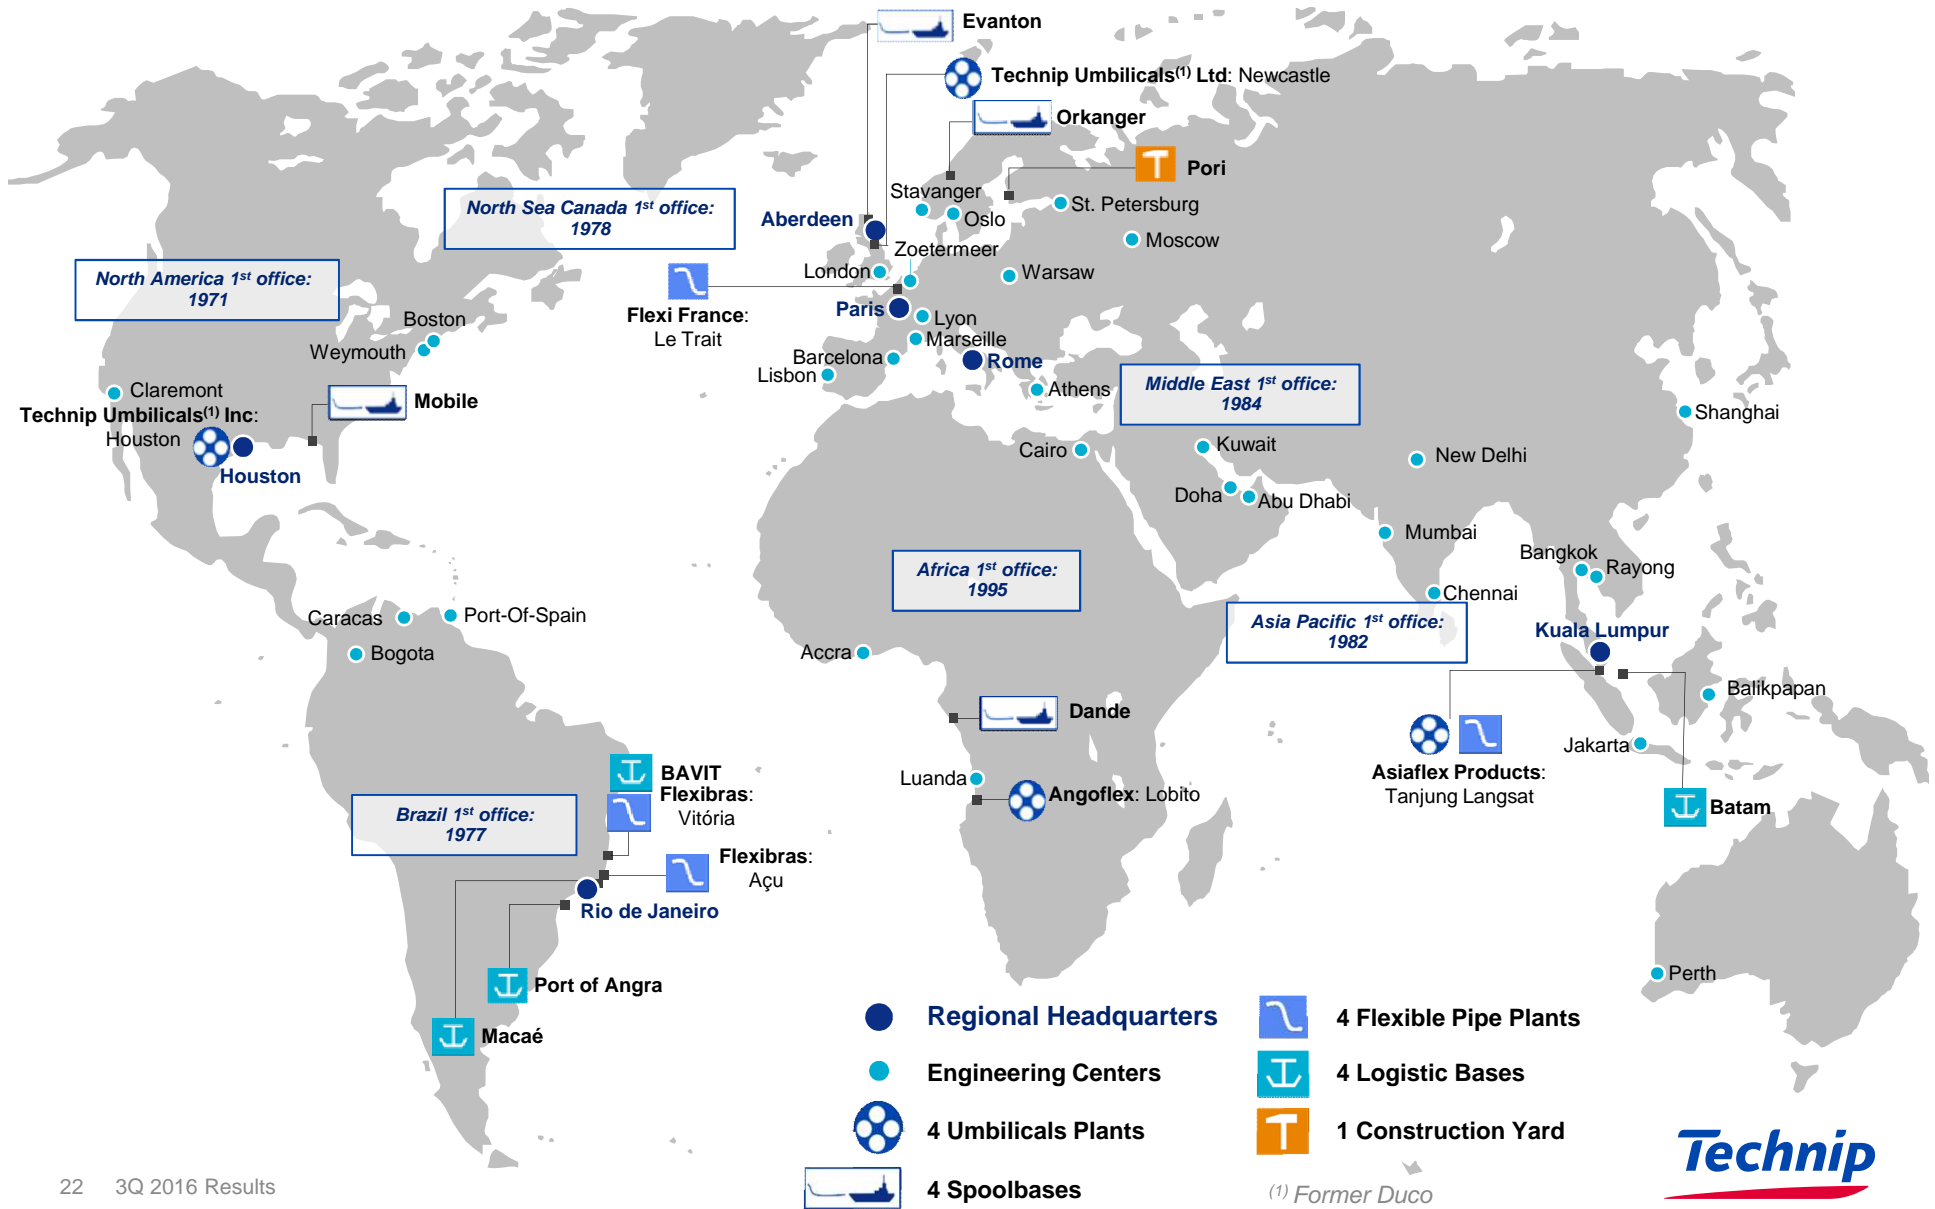 Evanton
Technip Umbilicals(1) Ltd: Newcastle
Orkanger
Pori
North Sea Canada 1st office:
1978
Stavanger
Aberdeen
Oslo
St. Petersburg
Zoetermeer
Moscow
North America 1st office:
1971
London
Warsaw
Flexi France:
Le Trait
Paris
Lyon
Boston
Marseille
Weymouth
Barcelona
Rome
Lisbon
Athens
Middle East 1st office:
1984
Claremont
Mobile
Shanghai
Technip Umbilicals(1) Inc:
Houston
Houston
Cairo
Kuwait
New Delhi
Doha
Abu Dhabi
Mumbai
Bangkok
Rayong
Africa 1st office:
1995
Chennai
Caracas
Port-Of-Spain
Asia Pacific 1st office:
1982
Kuala Lumpur
Bogota
Accra
Balikpapan
Dande
Jakarta
BAVIT
Flexibras:
Vitória
Luanda
Angoflex: Lobito
Asiaflex Products:
Tanjung Langsat
Batam
Brazil 1st office:
1977
Flexibras:
Açu
Rio de Janeiro
Port of Angra
Perth
Macaé
Regional Headquarters
4 Flexible Pipe Plants
Engineering Centers
4 Logistic Bases
4 Umbilicals Plants
1 Construction Yard
4 Spoolbases
(1) Former Duco
Technip
22 3Q 2016 Results